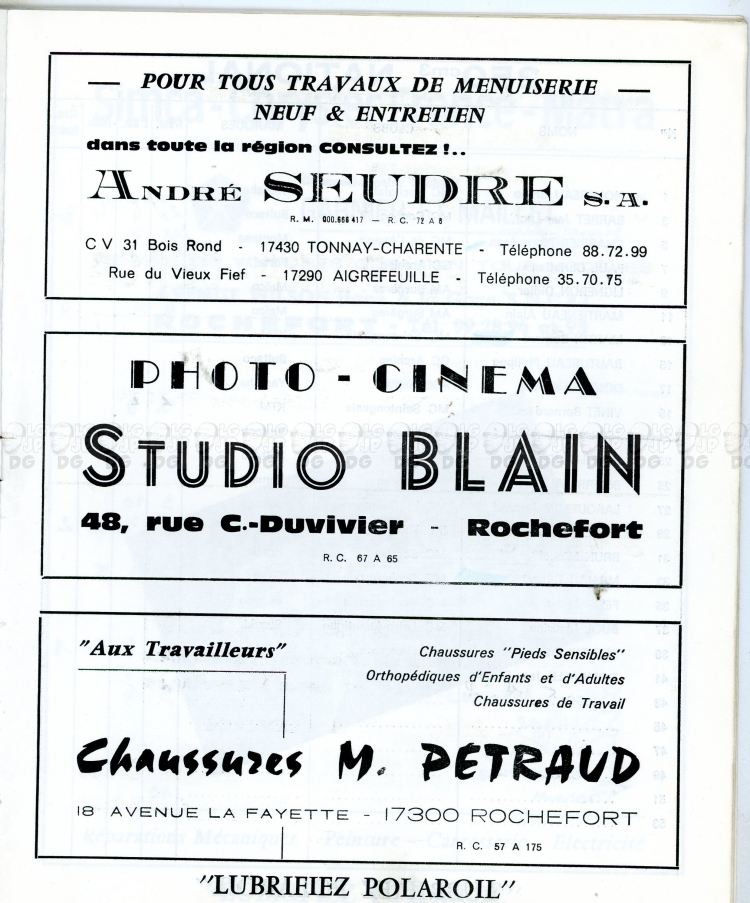 — POUR TOUS TRAVAUX DE MENUISERIE —
NEUF & ENTRETIEN
dans toute la région CONSULTEZ !..
ANDRÉ SEUDRE S.A.
R. M. 000.666 417 — R. C. 72 A 8
C V 31 Bois Rond - 17430 TONNAY-CHARENTE - Téléphone 88.72.99
Rue du Vieux Fief - 17290 AIGREFEUILLE - Téléphone 35.70.75
PHOTO - CINEMA
STUDIO BLAIN
48, rue C.-Duvivier - Rochefort
R. C. 67 A 65
"Aux Travailleurs"
Chaussures "Pieds Sensibles"
Orthopédiques d'Enfants et d'Adultes
Chaussures de Travail
Chaussures M. PETRAUD
18 AVENUE LA FAYETTE - 17300 ROCHEFORT
R. C. 57 A 175
"LUBRIFIEZ POLAROIL"